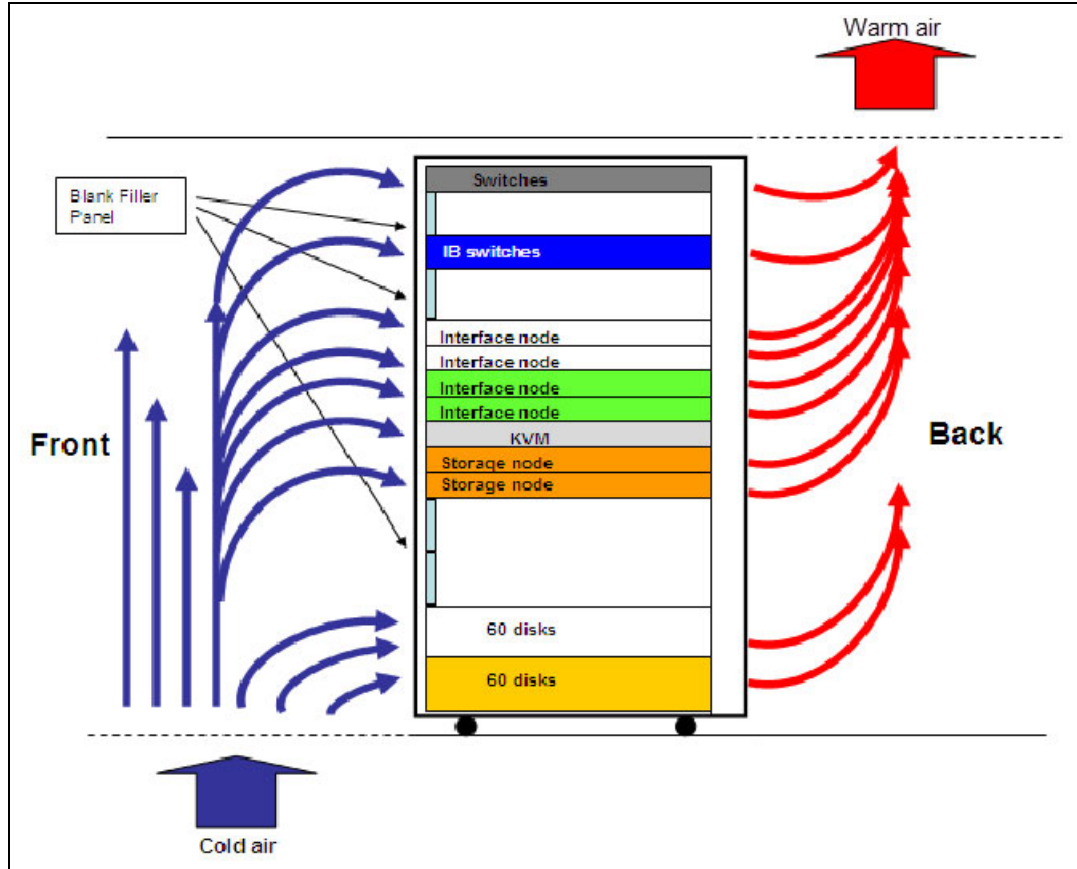 Warm air
Blank Filler
Panel
Switches
IB switches
Interface node
Interface node
Interface node
Interface node
KVM
Storage node
Storage node
Front
Back
60 disks
60 disks
Cold air